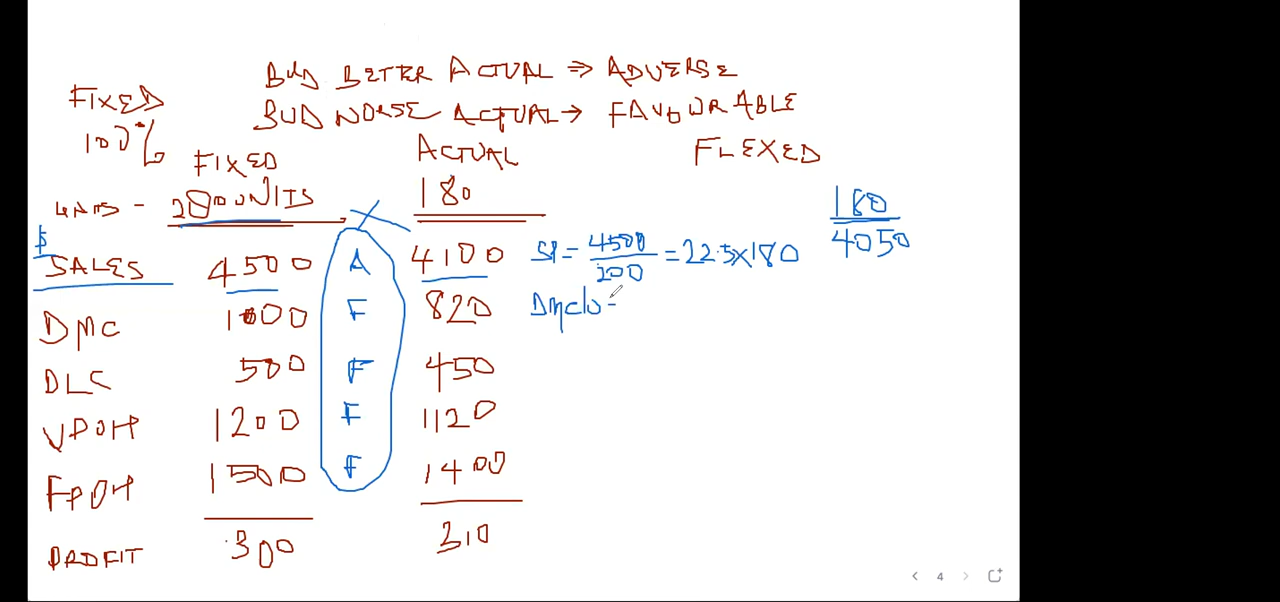 BUD BETTER ACTUAL ⇒ ADVERSE
FIXED
BUD WORSE ACTUAL → FAVOURABLE
100%
FIXED ACTUAL FLEXED
UNITS - 200 UNITS 180 180
$
SALES 4500 A 4100 SP = 4500/200 = 22.5 x 180 4050
DMC 1000 F 820
DLC 500 F 450
VPOH 1200 F 1120
FPOH 1500 F 1400
PROFIT 300 310
4